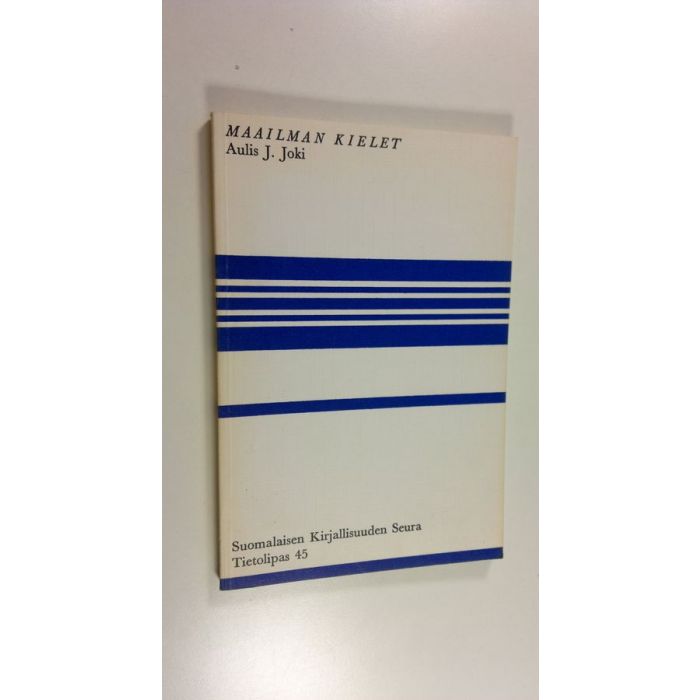 MAAILMAN KIELET
Aulis J. Joki
Suomalaisen Kirjallisuuden Seura
Tietolipas 45